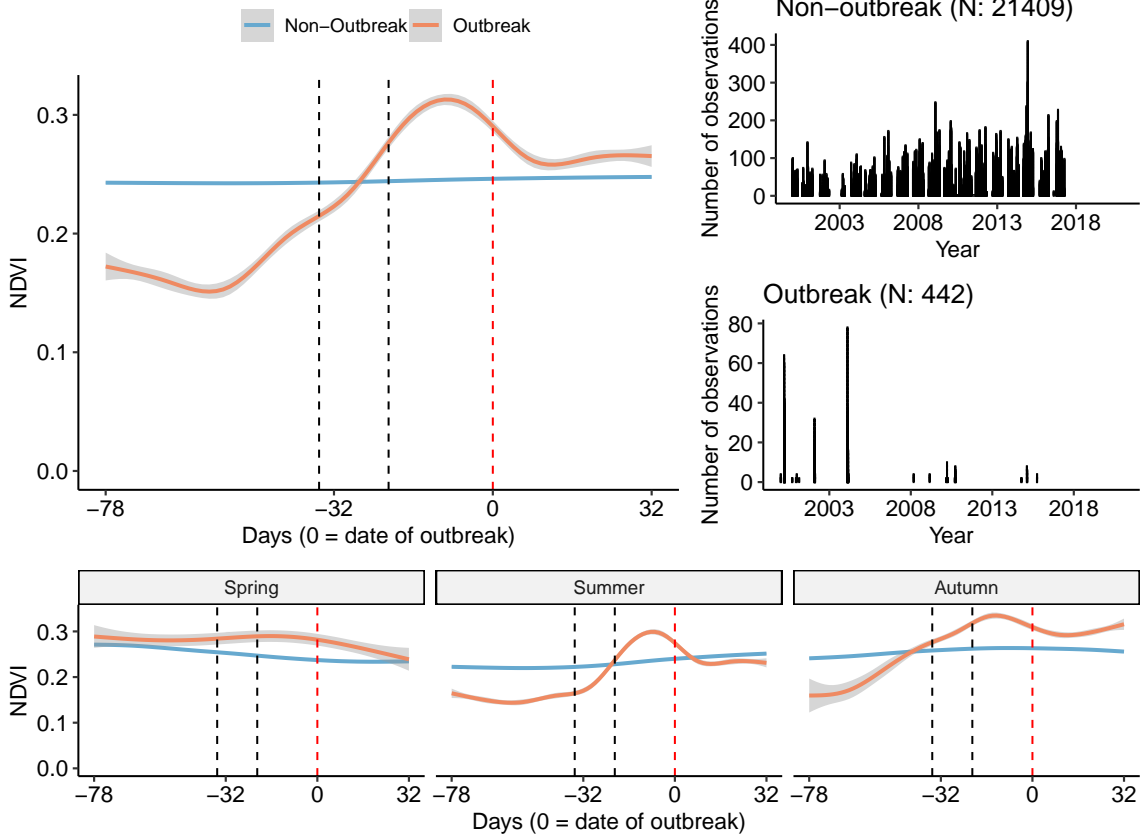 Non-Outbreak Outbreak
NDVI
0.3
0.2
0.1
0.0
−78 −32 0 32
Days (0 = date of outbreak)
Non−outbreak (N: 21409)
Number of observations
400
300
200
100
0
2003 2008 2013 2018
Year
Outbreak (N: 442)
Number of observations
80
60
40
20
0
2003 2008 2013 2018
Year
Spring Summer Autumn
NDVI
0.3
0.2
0.1
0.0
−78 −32 0 32 −78 −32 0 32 −78 −32 0 32
Days (0 = date of outbreak)